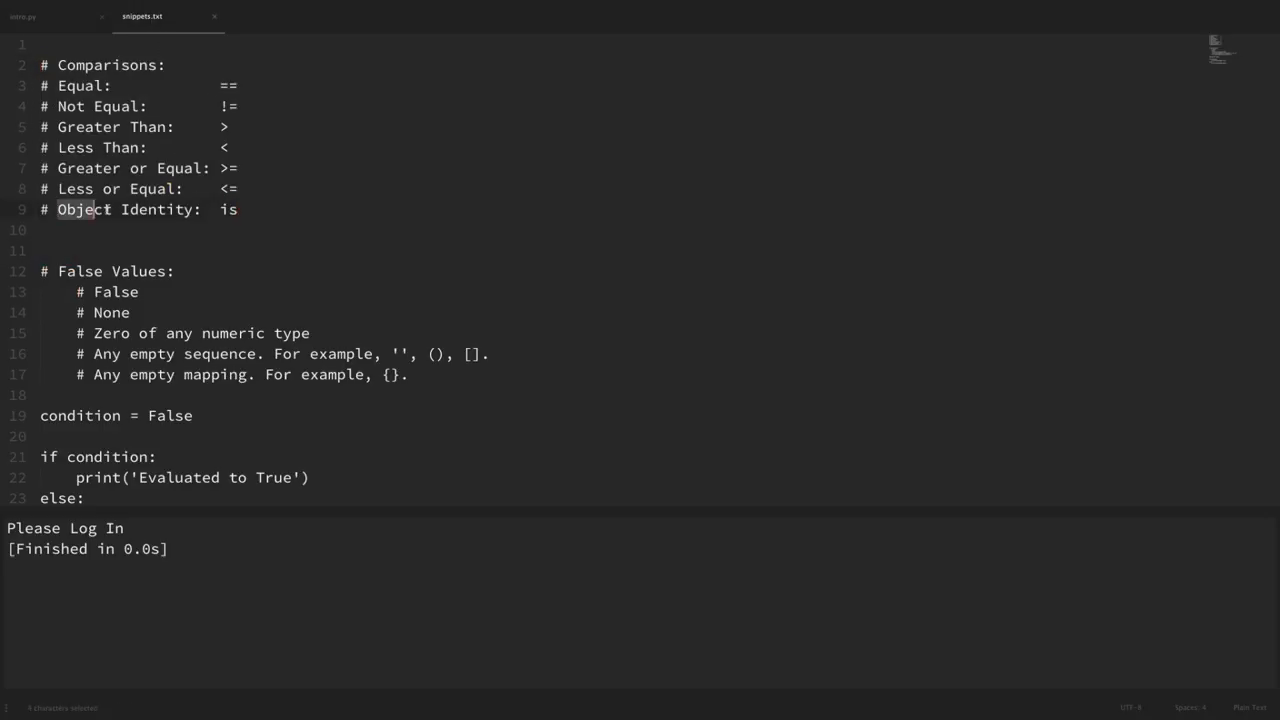 intro.py × snippets.txt ×
1
2 # Comparisons:
3 # Equal: ==
4 # Not Equal: !=
5 # Greater Than: >
6 # Less Than: <
7 # Greater or Equal: >=
8 # Less or Equal: <=
9 # Object Identity: is
10
11
12 # False Values:
13 # False
14 # None
15 # Zero of any numeric type
16 # Any empty sequence. For example, '', (), [].
17 # Any empty mapping. For example, {}.
18
19 condition = False
20
21 if condition:
22 print('Evaluated to True')
23 else:
Please Log In
[Finished in 0.0s]
4 characters selected UTF-8 Spaces: 4 Plain Text